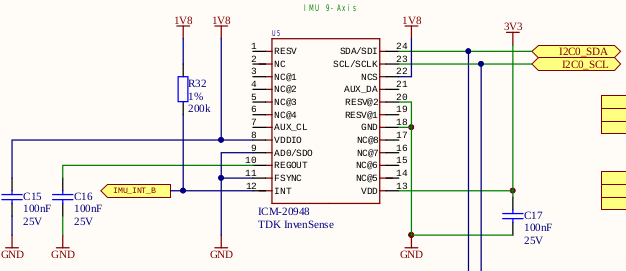 IMU 9-Axis
1V8
1V8
1V8
3V3
U5
1 RESV
2 NC
3 NC@1
4 NC@2
5 NC@3
6 NC@4
7 AUX_CL
8 VDDIO
9 AD0/SDO
10 REGOUT
11 FSYNC
12 INT
SDA/SDI 24
SCL/SCLK 23
NCS 22
AUX_DA 21
RESV@2 20
RESV@1 19
GND 18
NC@8 17
NC@7 16
NC@6 15
NC@5 14
VDD 13
I2C0_SDA
I2C0_SCL
R32
1%
200k
IMU_INT_B
C15
100nF
25V
C16
100nF
25V
ICM-20948
TDK InvenSense
C17
100nF
25V
GND
GND
GND
GND